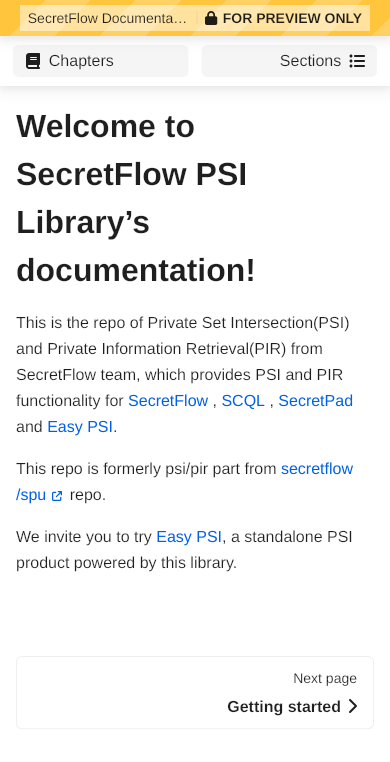 SecretFlow Documenta… FOR PREVIEW ONLY
Chapters
Sections
Welcome to
SecretFlow PSI
Library’s
documentation!
This is the repo of Private Set Intersection(PSI)
and Private Information Retrieval(PIR) from
SecretFlow team, which provides PSI and PIR
functionality for SecretFlow , SCQL , SecretPad
and Easy PSI.
This repo is formerly psi/pir part from secretflow
/spu repo.
We invite you to try Easy PSI, a standalone PSI
product powered by this library.
Next page
Getting started